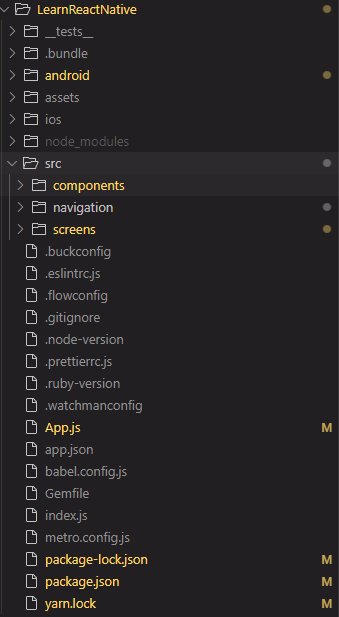 LearnReactNative
__tests__
.bundle
android
assets
ios
node_modules
src
components
navigation
screens
.buckconfig
.eslintrc.js
.flowconfig
.gitignore
.node-version
.prettierrc.js
.ruby-version
.watchmanconfig
App.js M
app.json
babel.config.js
Gemfile
index.js
metro.config.js
package-lock.json M
package.json M
yarn.lock M